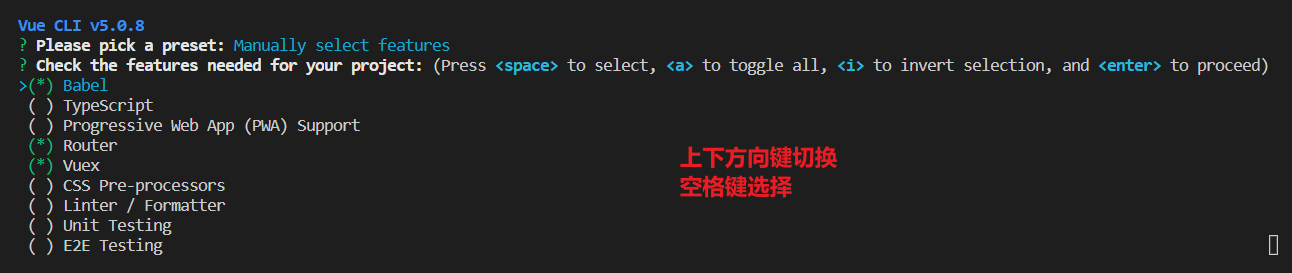 Vue CLI v5.0.8
? Please pick a preset: Manually select features
? Check the features needed for your project: (Press <space> to select, <a> to toggle all, <i> to invert selection, and <enter> to proceed)
>(*) Babel
( ) TypeScript
( ) Progressive Web App (PWA) Support
(*) Router
(*) Vuex
( ) CSS Pre-processors
( ) Linter / Formatter
( ) Unit Testing
( ) E2E Testing
上下方向键切换
空格键选择